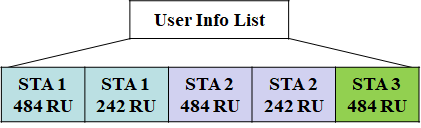 User Info List
STA 1 STA 1 STA 2 STA 2 STA 3
484 RU 242 RU 484 RU 242 RU 484 RU